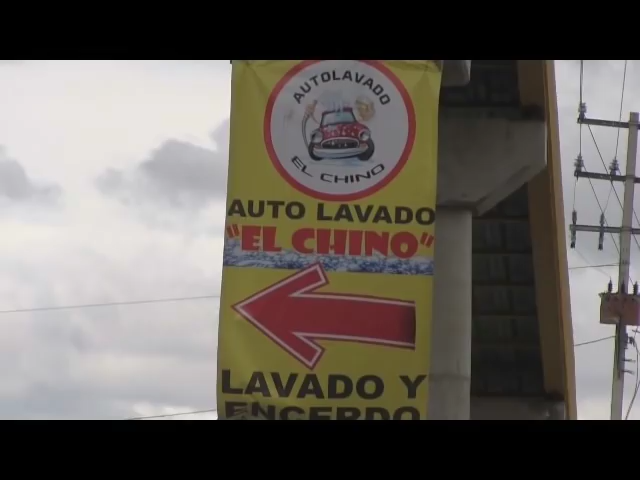 AUTOLAVADO
EL CHINO
AUTO LAVADO
"EL CHINO"
LAVADO Y
ENCERDO